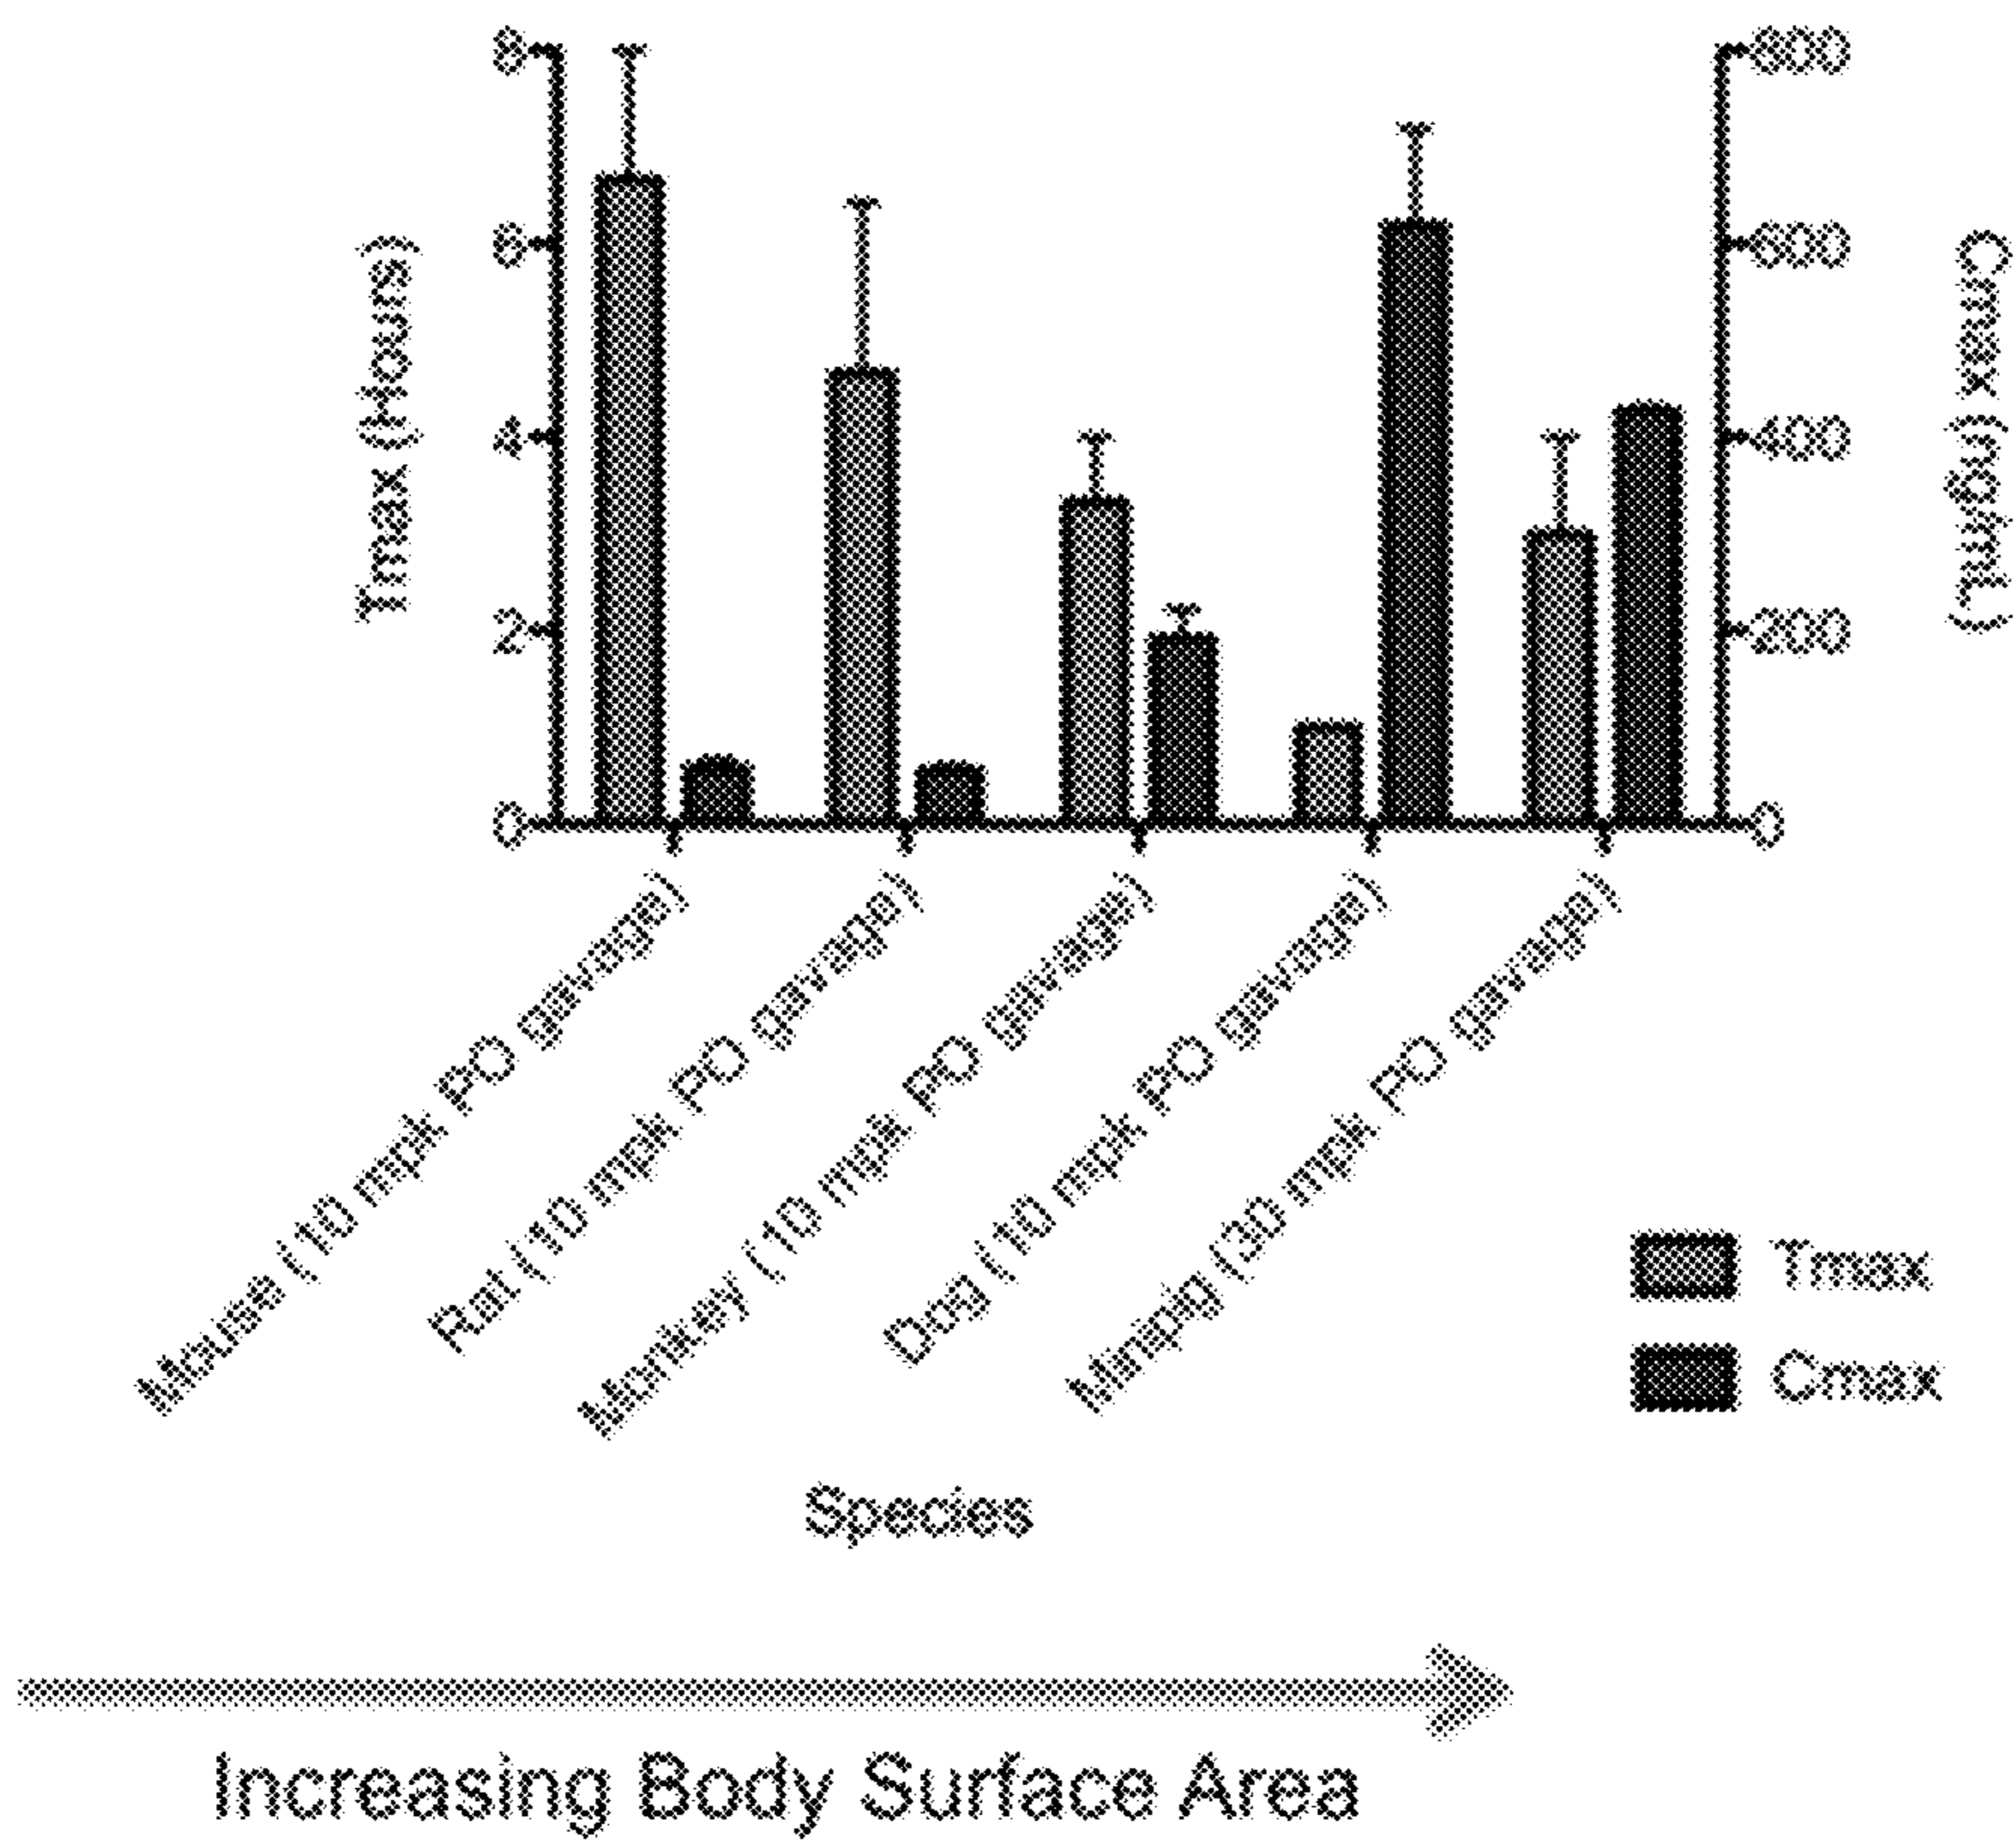 Tmax (Hours)
8
6
4
2
0
800
600
400
200
0
Cmax (ng/mL)
Mouse (10 mpk PO gavage)
Rat (10 mpk PO gavage)
Monkey (10 mpk PO gavage)
Dog (10 mpk PO gavage)
Minipig (30 mpk PO gavage)
Tmax
Cmax
Species
Increasing Body Surface Area